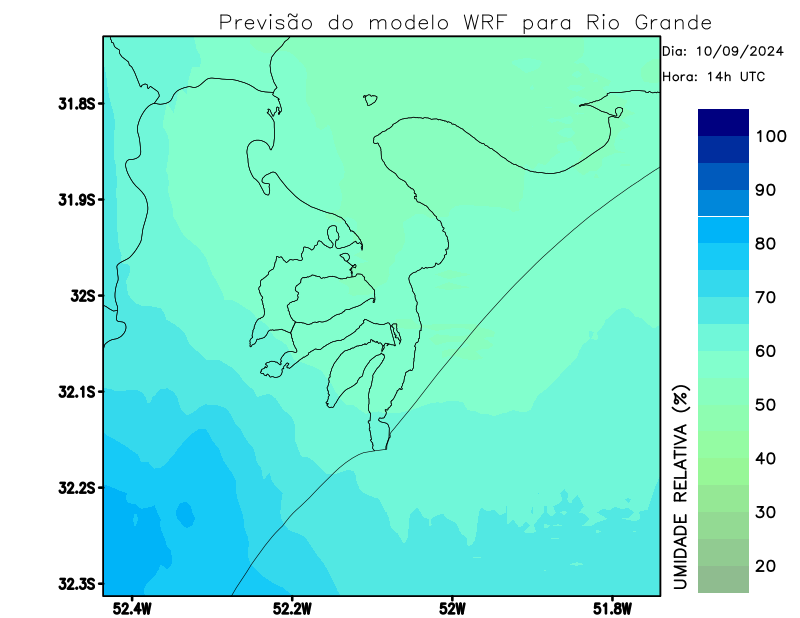 Previsão do modelo WRF para Rio Grande
Dia: 10/09/2024
Hora: 14h UTC
31.8S
31.9S
32S
32.1S
32.2S
32.3S
52.4W
52.2W
52W
51.8W
100
90
80
70
60
50
40
30
20
UMIDADE RELATIVA (%)